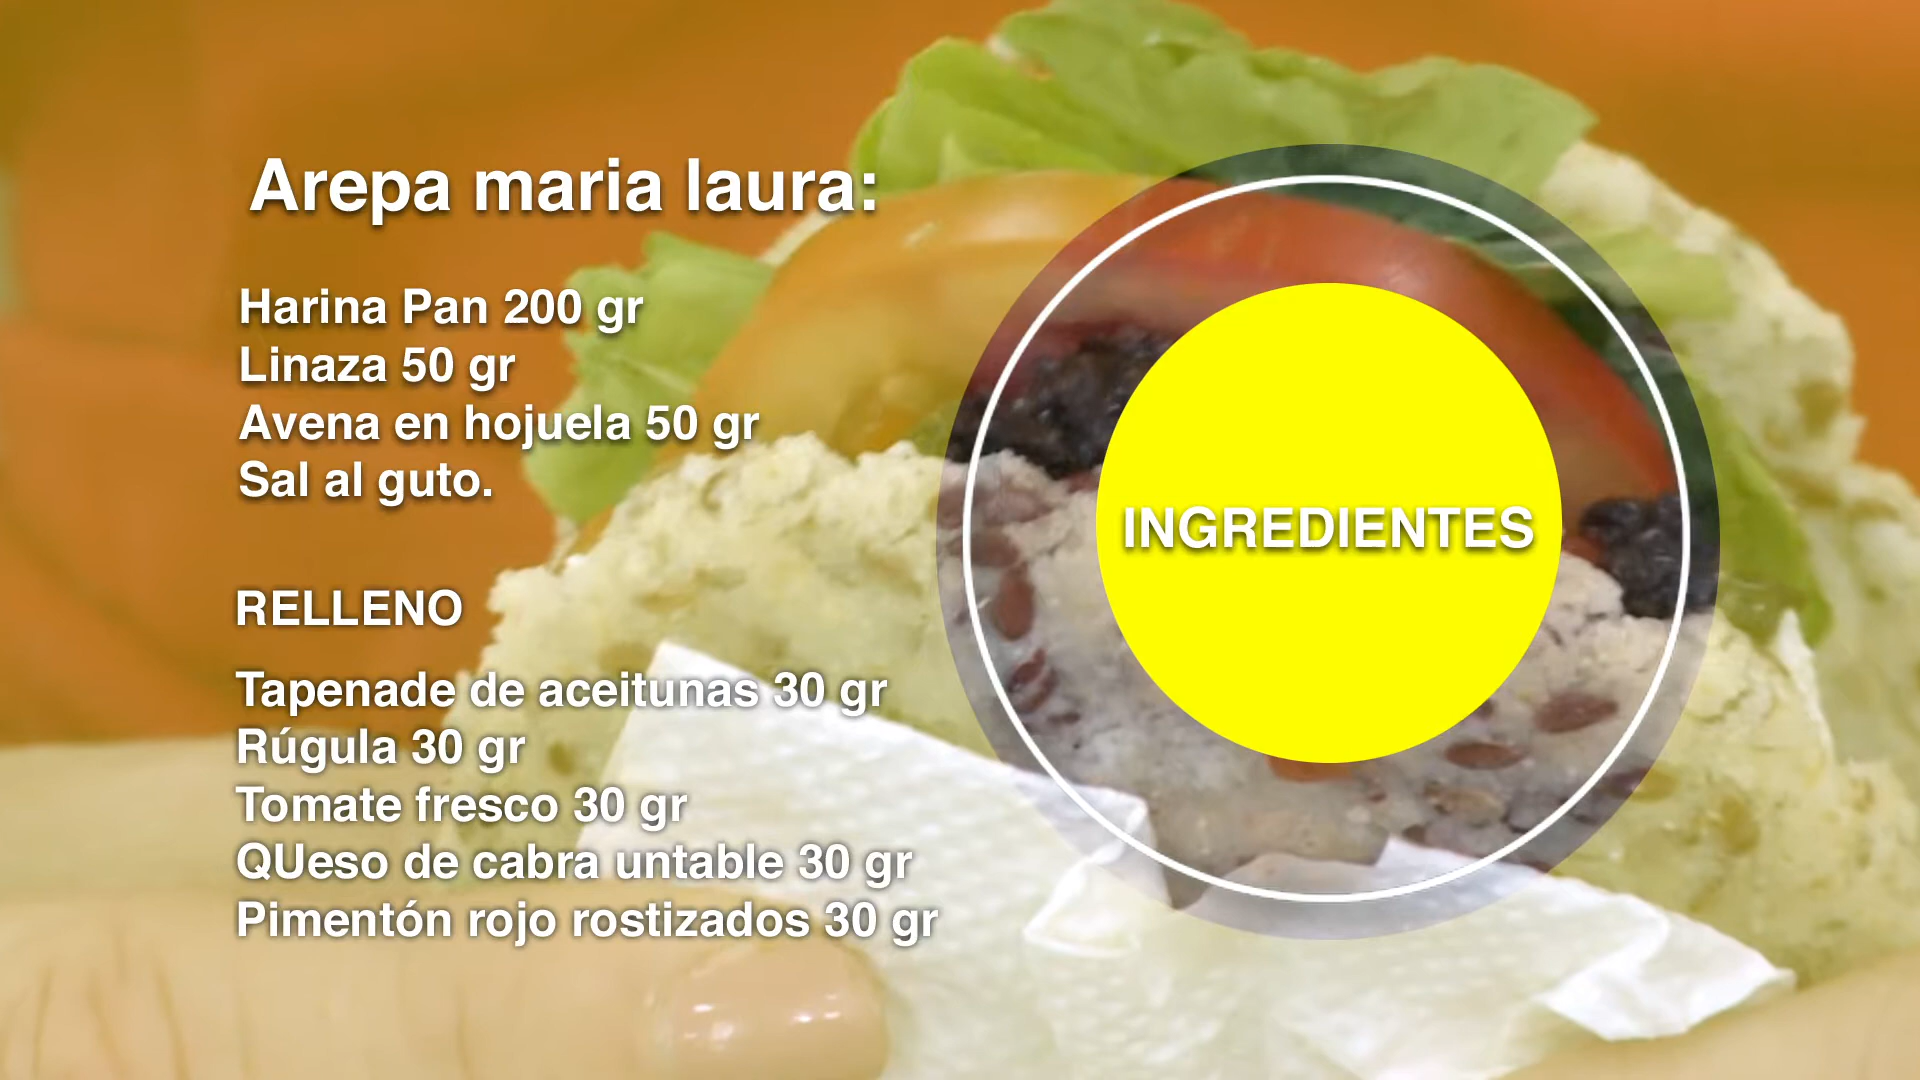 Arepa maria laura:
Harina Pan 200 gr
Linaza 50 gr
Avena en hojuela 50 gr
Sal al guto.
RELLENO
Tapenade de aceitunas 30 gr
Rúgula 30 gr
Tomate fresco 30 gr
QUeso de cabra untable 30 gr
Pimentón rojo rostizados 30 gr
INGREDIENTES